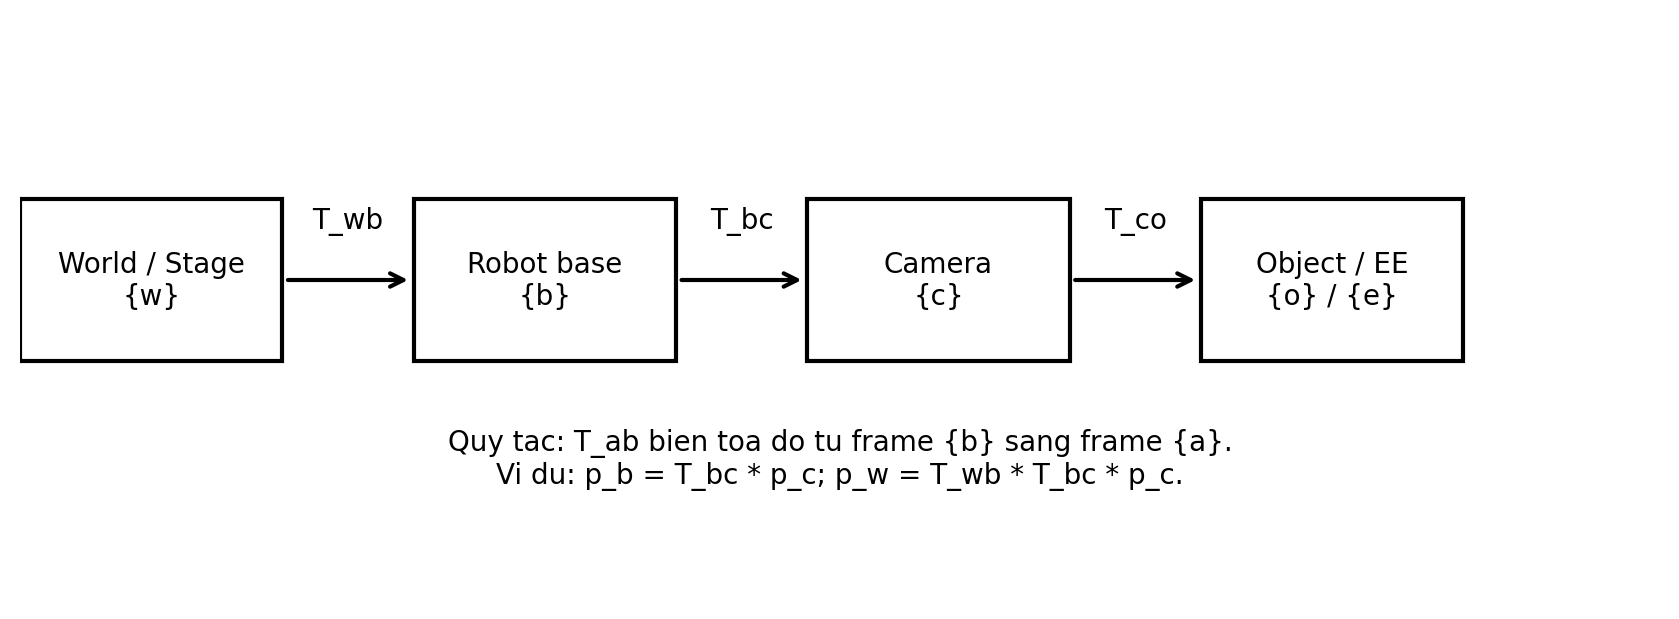 T_wb
T_bc
T_co
World / Stage
{w}
Robot base
{b}
Camera
{c}
Object / EE
{o} / {e}
Quy tac: T_ab bien toa do tu frame {b} sang frame {a}.
Vi du: p_b = T_bc * p_c; p_w = T_wb * T_bc * p_c.